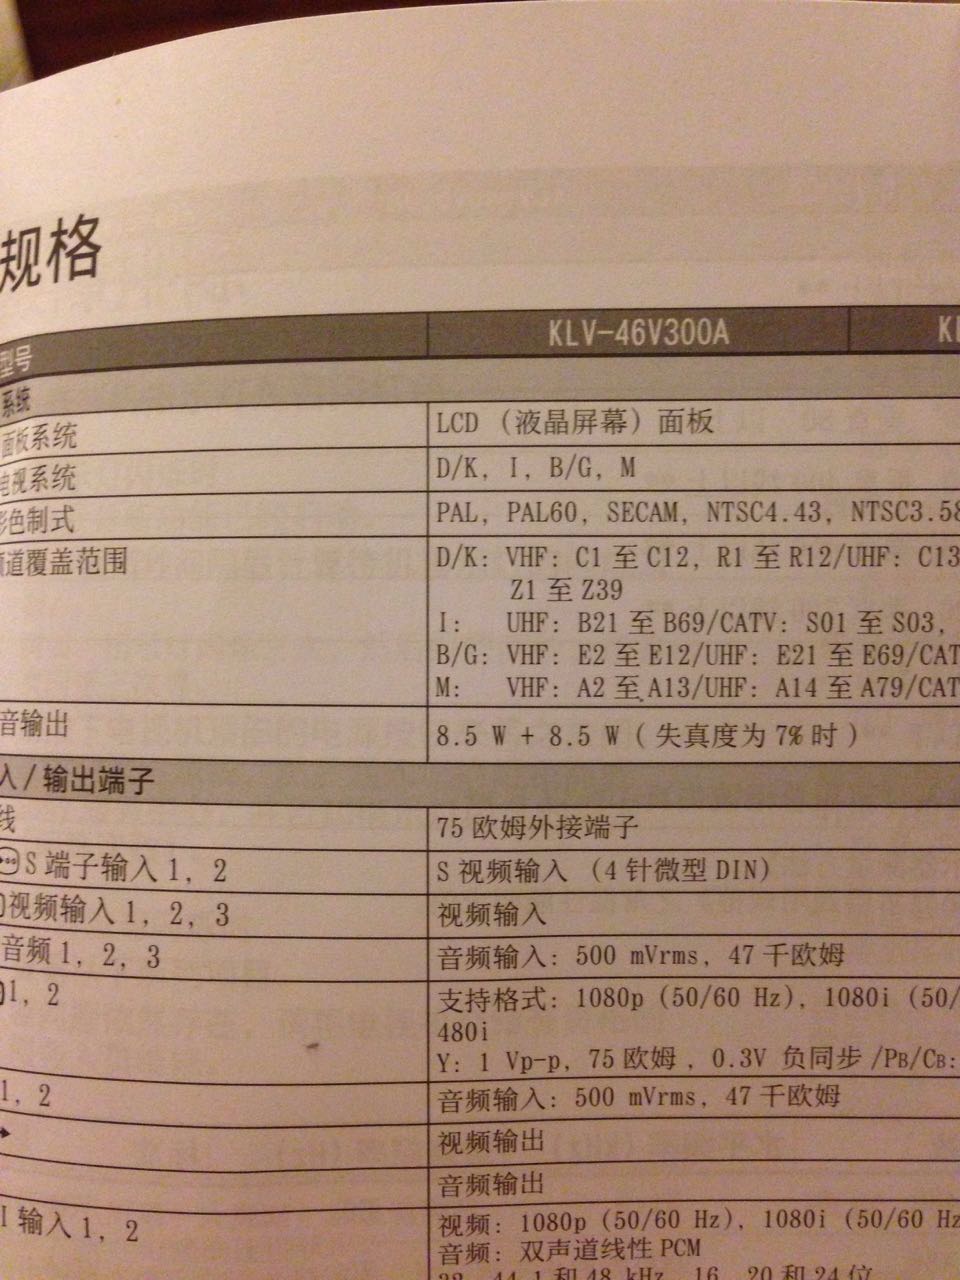 规格
型号 KLV-46V300A
系统
面板系统 LCD （液晶屏幕）面板
电视系统 D/K, I, B/G, M
彩色制式 PAL, PAL60, SECAM, NTSC4.43, NTSC3.58
频道覆盖范围 D/K: VHF: C1 至 C12, R1 至 R12/UHF: C13
Z1 至 Z39
I: UHF: B21 至 B69/CATV: S01 至 S03,
B/G: VHF: E2 至 E12/UHF: E21 至 E69/CAT
M: VHF: A2 至 A13/UHF: A14 至 A79/CAT
音输出 8.5 W + 8.5 W ( 失真度为 7% 时 )
入/输出端子
线 75 欧姆外接端子
S 端子输入 1, 2 S 视频输入 (4 针微型 DIN)
视频输入 1, 2, 3 视频输入
音频 1, 2, 3 音频输入: 500 mVrms, 47 千欧姆
1, 2 支持格式: 1080p (50/60 Hz), 1080i (50/
480i
Y: 1 Vp-p, 75 欧姆 , 0.3V 负同步 /PB/CB:
1, 2 音频输入: 500 mVrms, 47 千欧姆
视频输出
音频输出
I 输入 1, 2 视频: 1080p (50/60 Hz), 1080i (50/60 Hz
音频: 双声道线性 PCM
32, 44.1 和 48 kHz, 16, 20 和 24 位